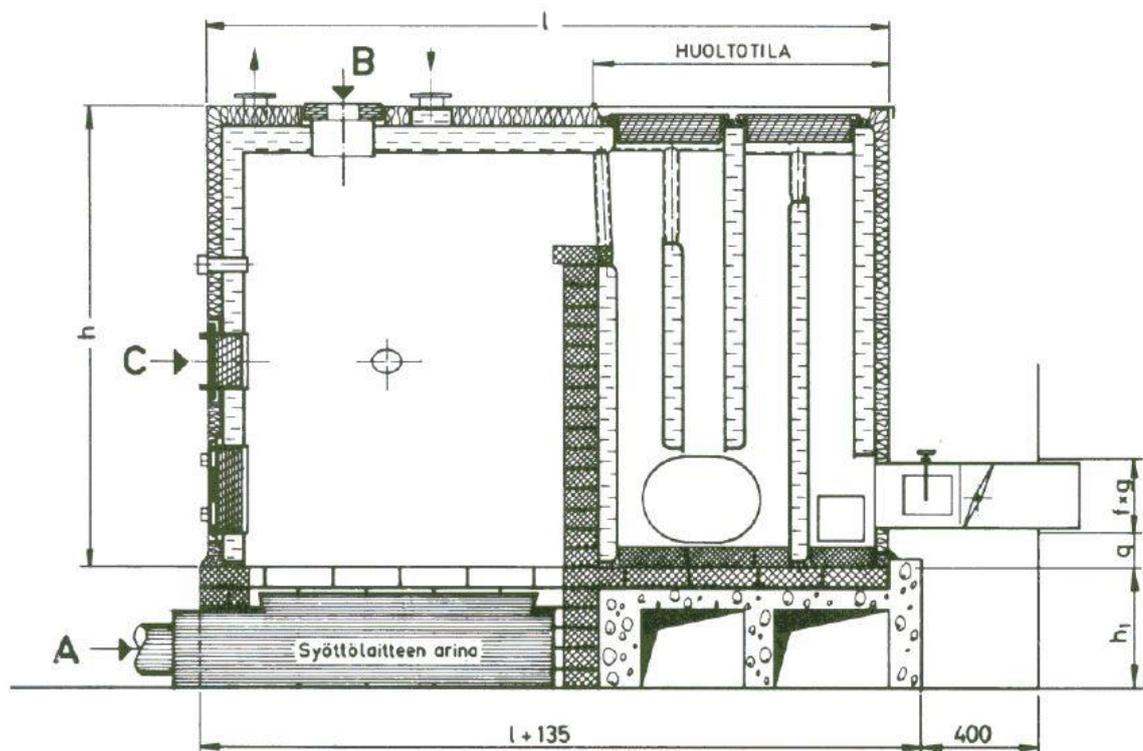 l
HUOLTOTILA
B
h
C
f×g
q
h₁
A
Syöttölaitteen arina
l + 135
400